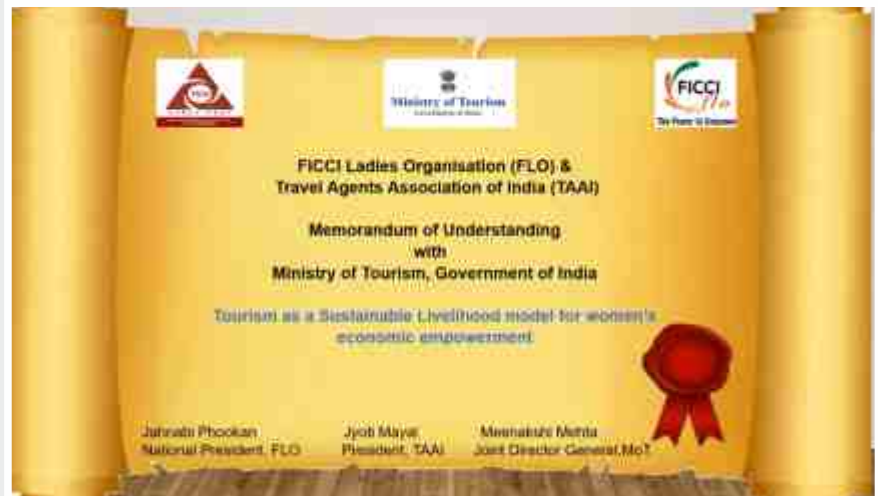 FICCI
The Power to Empower
Ministry of Tourism
FICCI Ladies Organisation (FLO) &
Travel Agents Association of India (TAAI)
Memorandum of Understanding
with
Ministry of Tourism, Government of India
Tourism as a Sustainable Livelihood model for women's
economic empowerment
Jahnabi Phookan
National President, FLO
Jyoti Mayal
President, TAAI
Meenakshi Mehta
Joint Director General,MoT